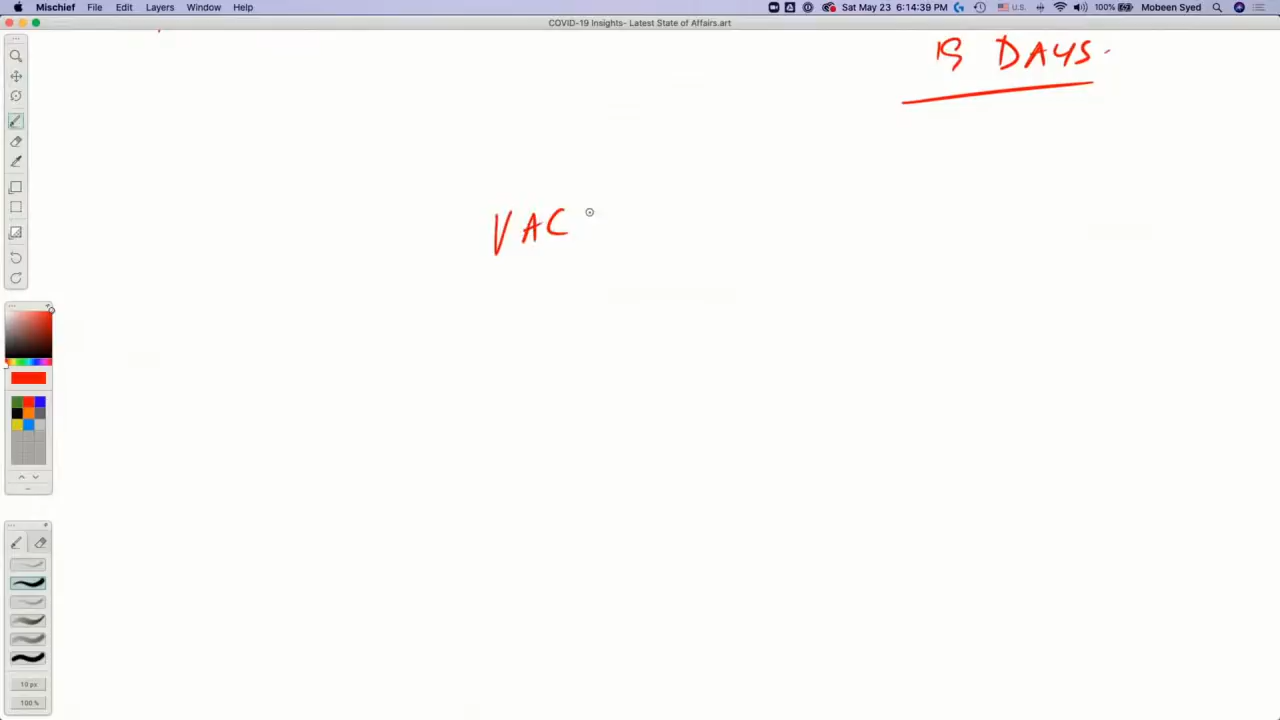 Mischief File Edit Layers Window Help U.S. 100% Sat May 23 6:14:39 PM Mobeen Syed
COVID-19 Insights- Latest State of Affairs.art
DAYS
VAC
10 px
100 %